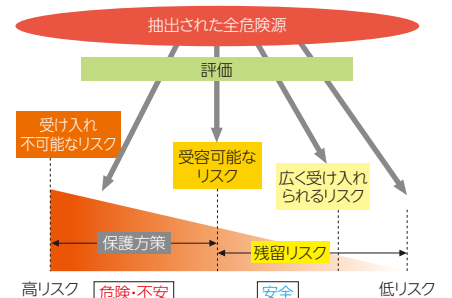 抽出された全危険源
評価
受け入れ
不可能なリスク
受容可能な
リスク
広く受け入れ
られるリスク
保護方策
残留リスク
高リスク
危険・不安
安全
低リスク